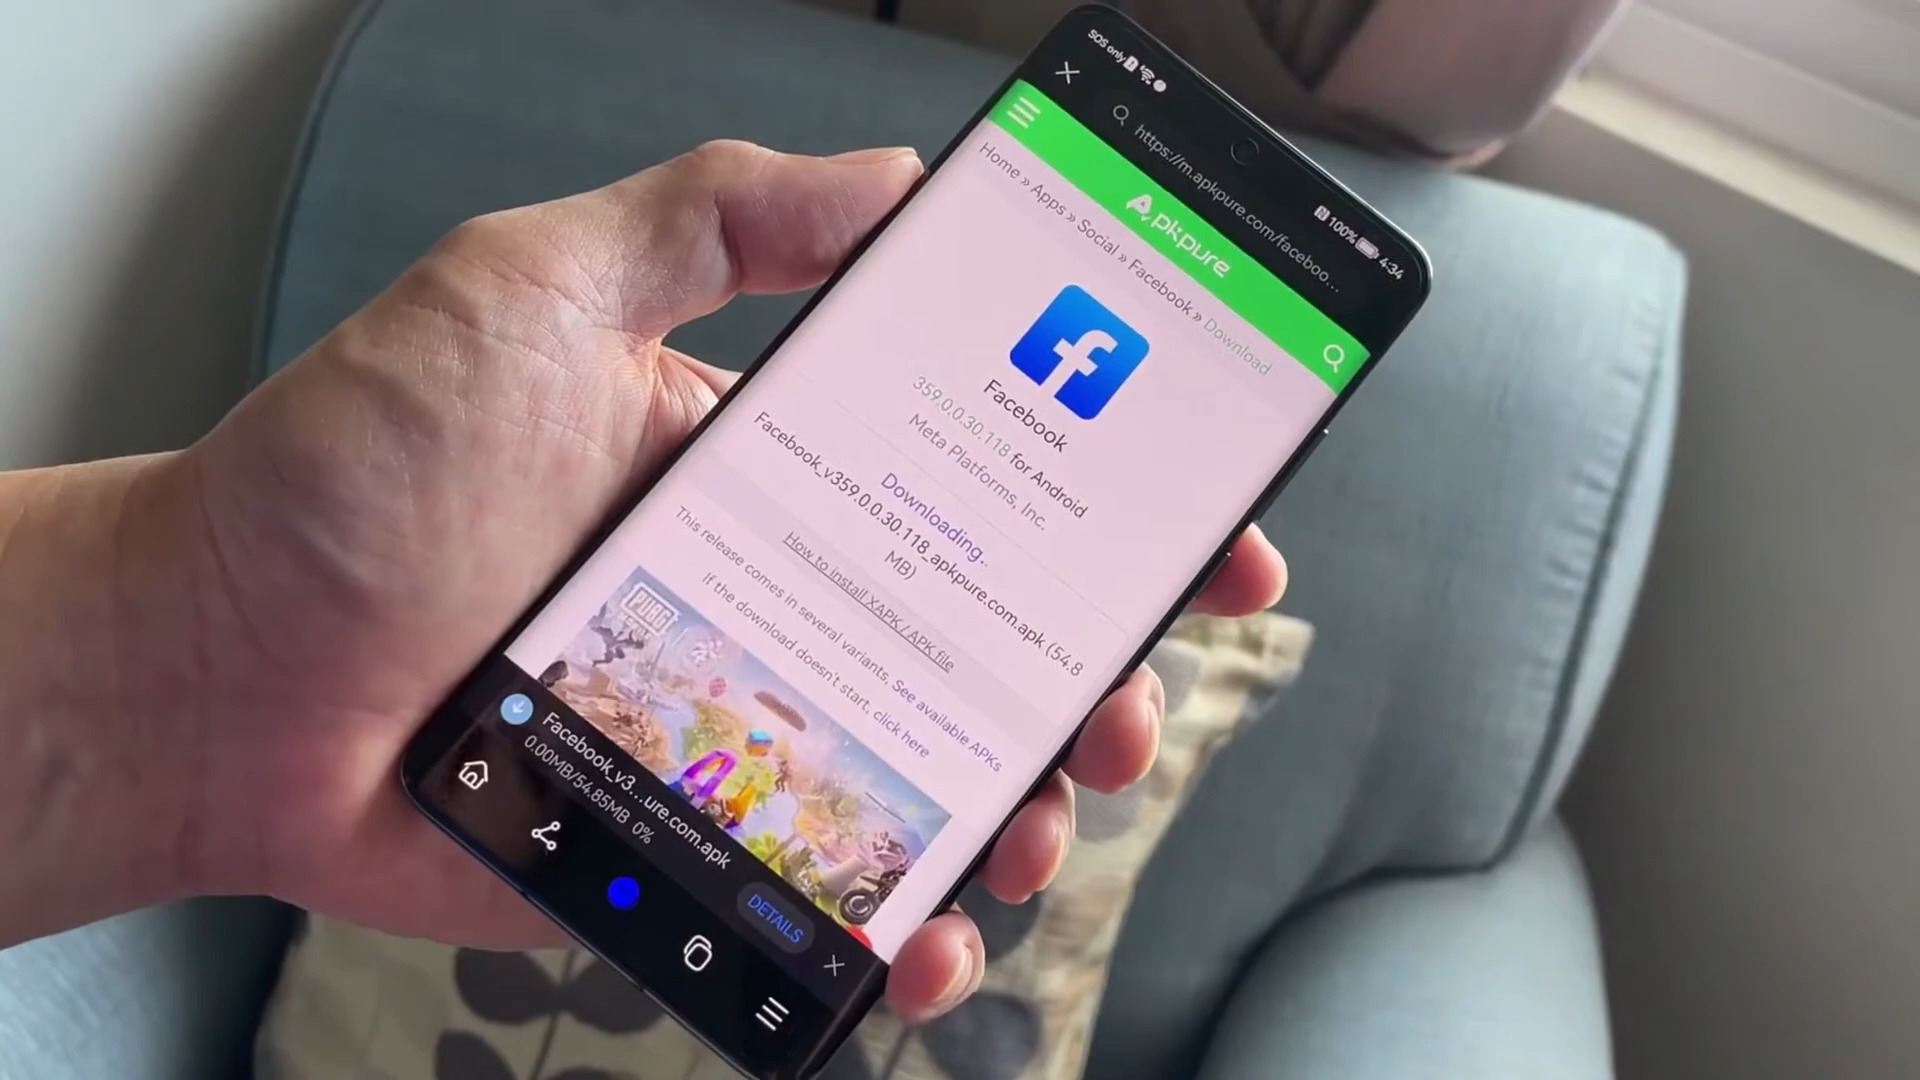 SOS only
100% 4:34
https://m.apkpure.com/faceboo...
Apkpure
Home » Apps » Social » Facebook » Download
Facebook
359.0.0.30.118 for Android
Meta Platforms, Inc.
Downloading..
Facebook_v359.0.0.30.118_apkpure.com.apk (54.8
MB)
How to install XAPK / APK file
This release comes in several variants, See available APKs
If the download doesn't start, click here
PUBG
Facebook_v3...ure.com.apk
0.00MB/54.85MB 0%
DETAILS